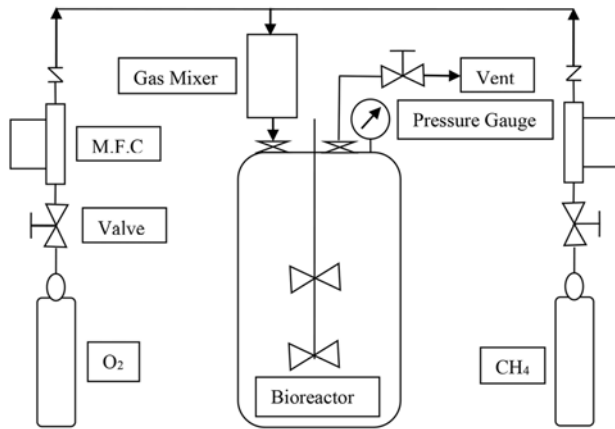 Gas Mixer
Vent
Pressure Gauge
M.F.C
Valve
O₂
CH₄
Bioreactor